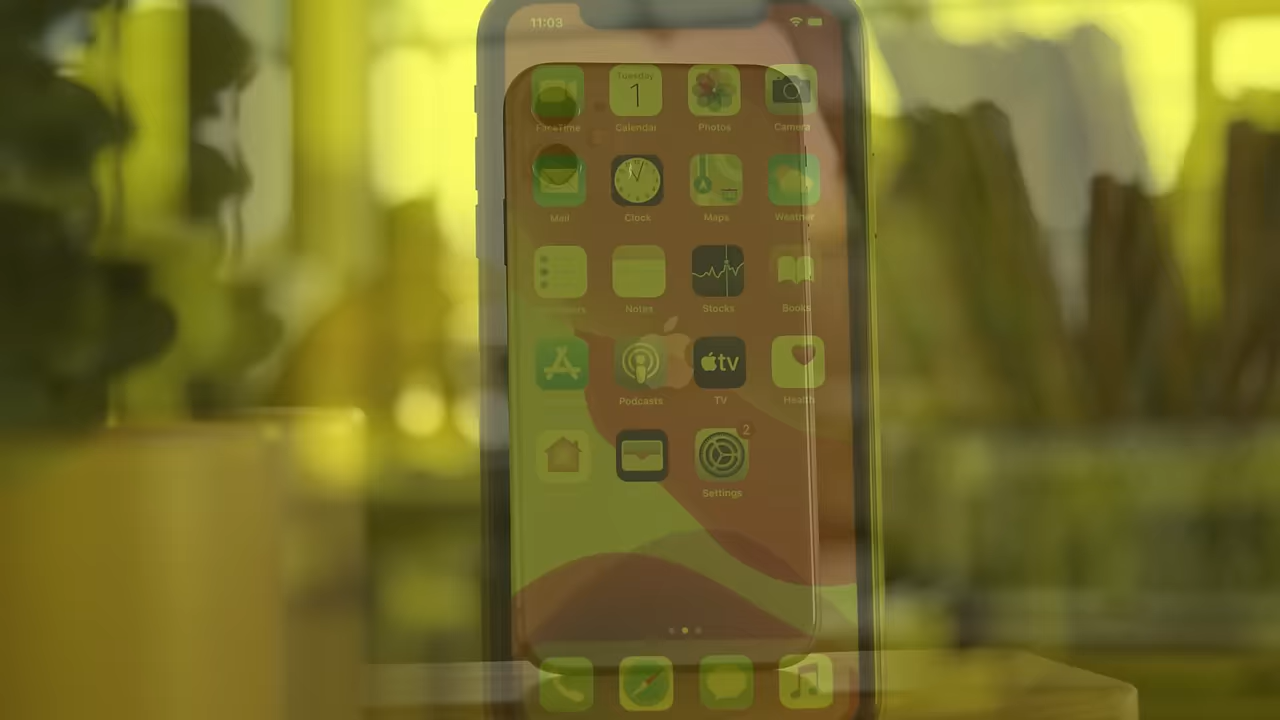 11:03
Tuesday
1
FaceTime Calendar Photos Camera
Mail Clock Maps Weather
Notes Stocks Books
tv
Podcasts TV Health
2
Settings